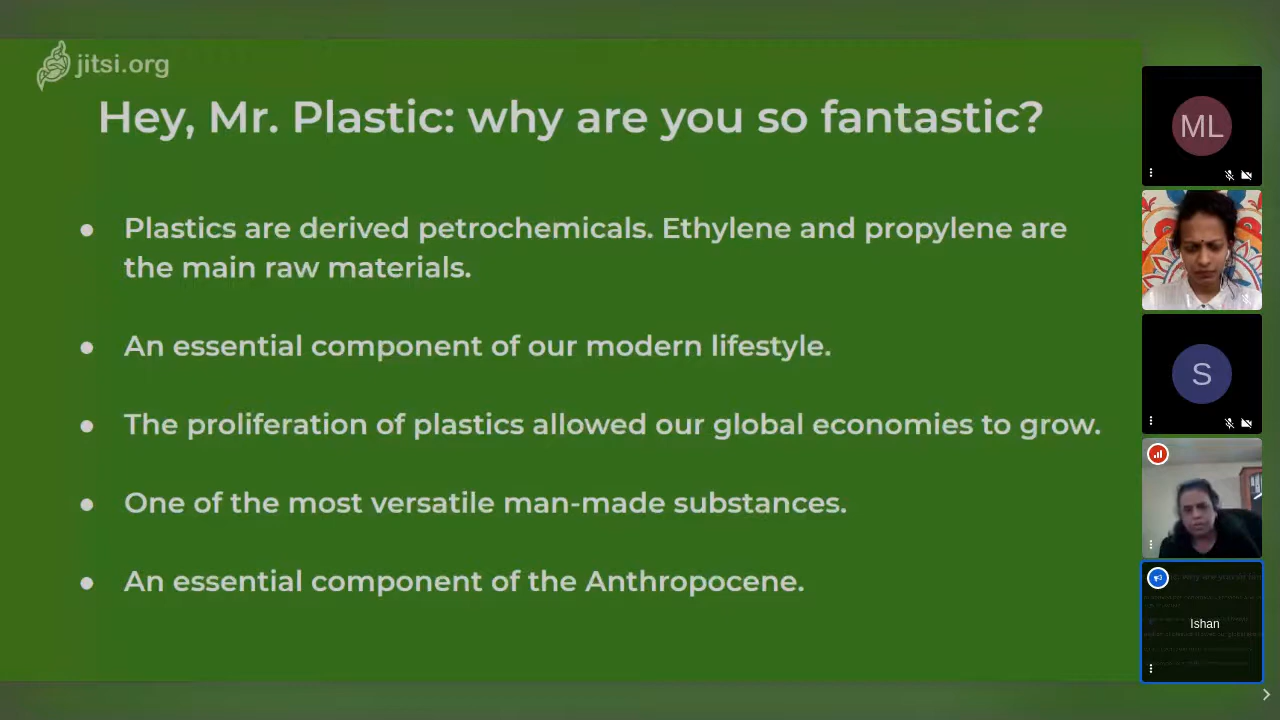 jitsi.org
Hey, Mr. Plastic: why are you so fantastic?
● Plastics are derived petrochemicals. Ethylene and propylene are
the main raw materials.
● An essential component of our modern lifestyle.
● The proliferation of plastics allowed our global economies to grow.
● One of the most versatile man-made substances.
● An essential component of the Anthropocene.
ML
S
Ishan